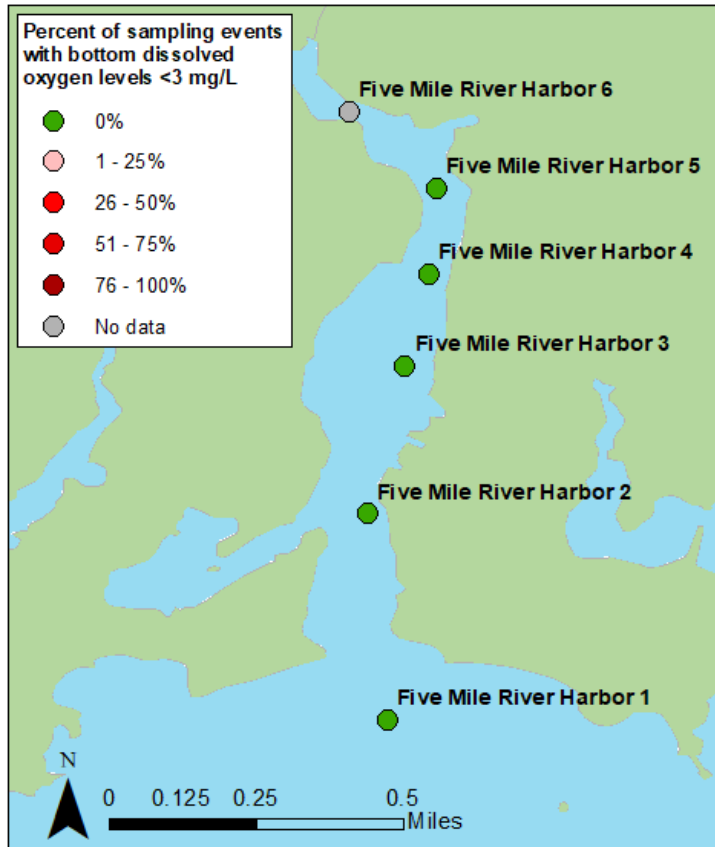 Percent of sampling events
with bottom dissolved
oxygen levels <3 mg/L
0%
1 - 25%
26 - 50%
51 - 75%
76 - 100%
No data
Five Mile River Harbor 6
Five Mile River Harbor 5
Five Mile River Harbor 4
Five Mile River Harbor 3
Five Mile River Harbor 2
Five Mile River Harbor 1
N
0 0.125 0.25 0.5
Miles